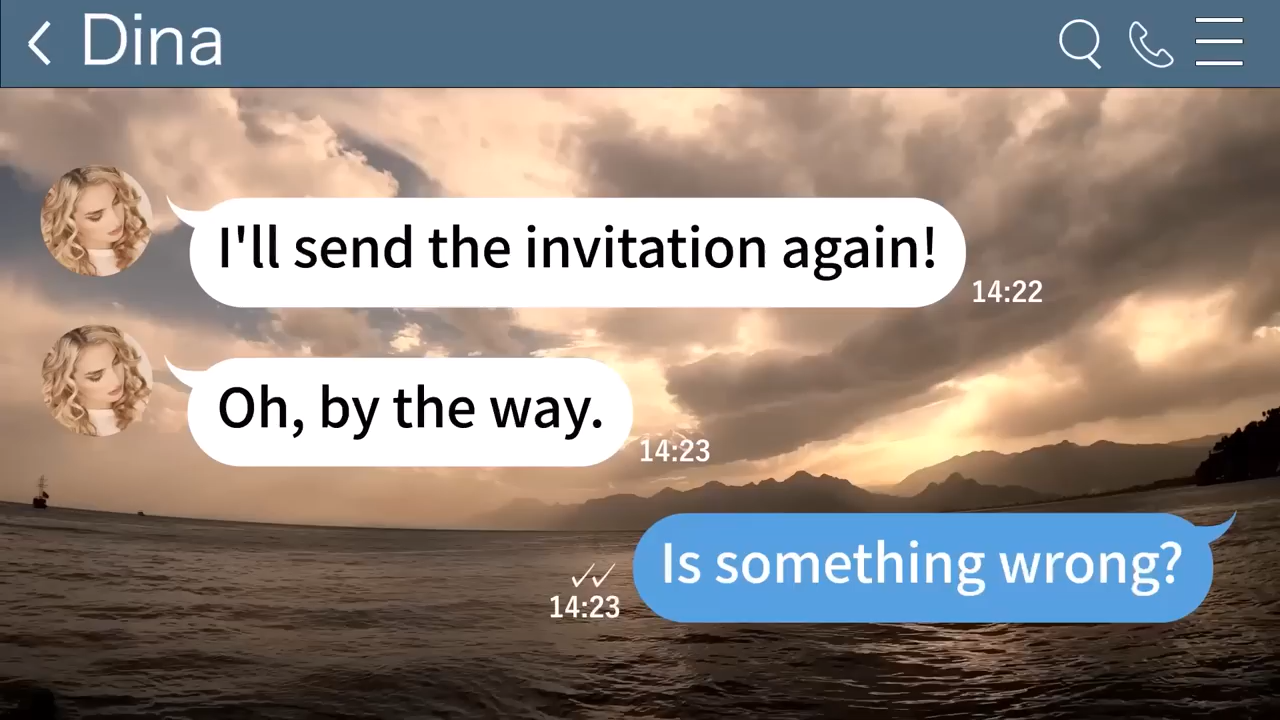 Dina
I'll send the invitation again!
14:22
Oh, by the way.
14:23
Is something wrong?
14:23